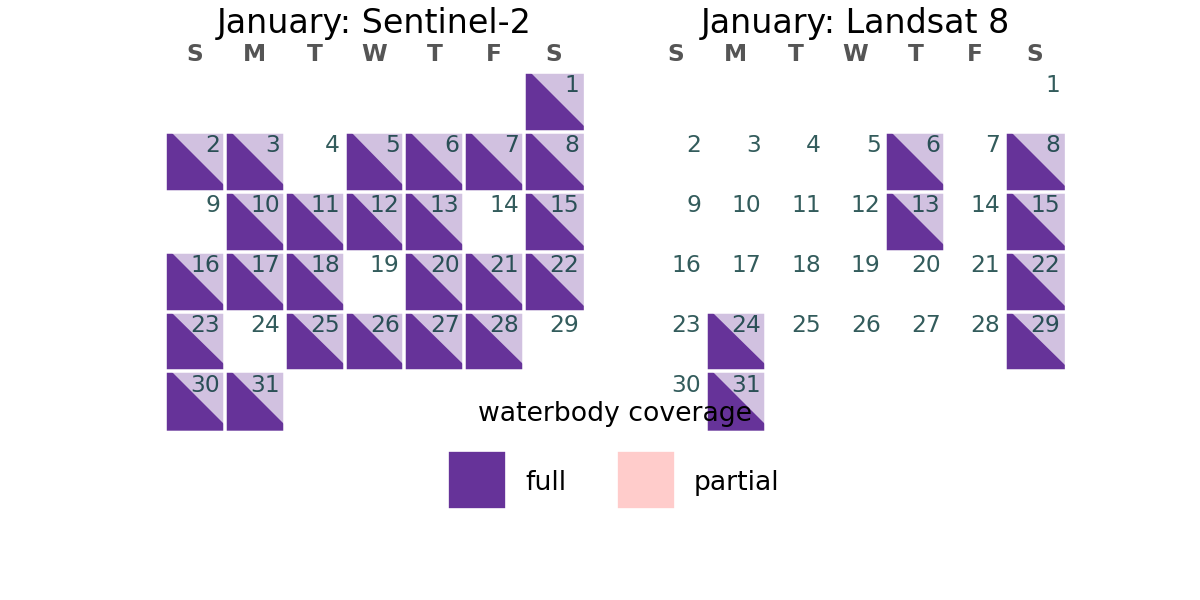 January: Sentinel-2
S M T W T F S
1
2 3 4 5 6 7 8
9 10 11 12 13 14 15
16 17 18 19 20 21 22
23 24 25 26 27 28 29
30 31
January: Landsat 8
S M T W T F S
1
2 3 4 5 6 7 8
9 10 11 12 13 14 15
16 17 18 19 20 21 22
23 24 25 26 27 28 29
30 31
waterbody coverage
full partial